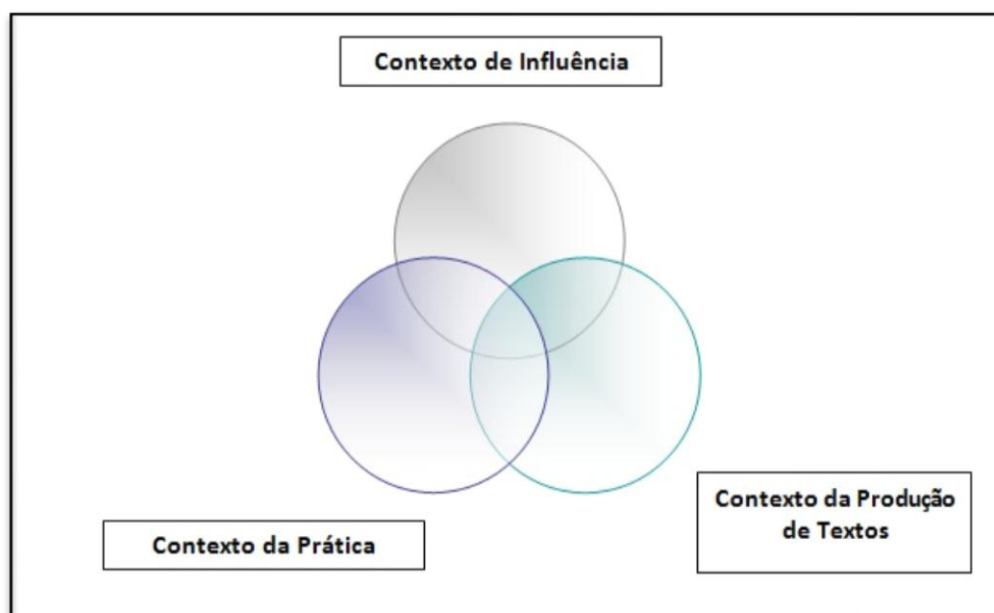 Contexto de Influência
Contexto da Produção
de Textos
Contexto da Prática